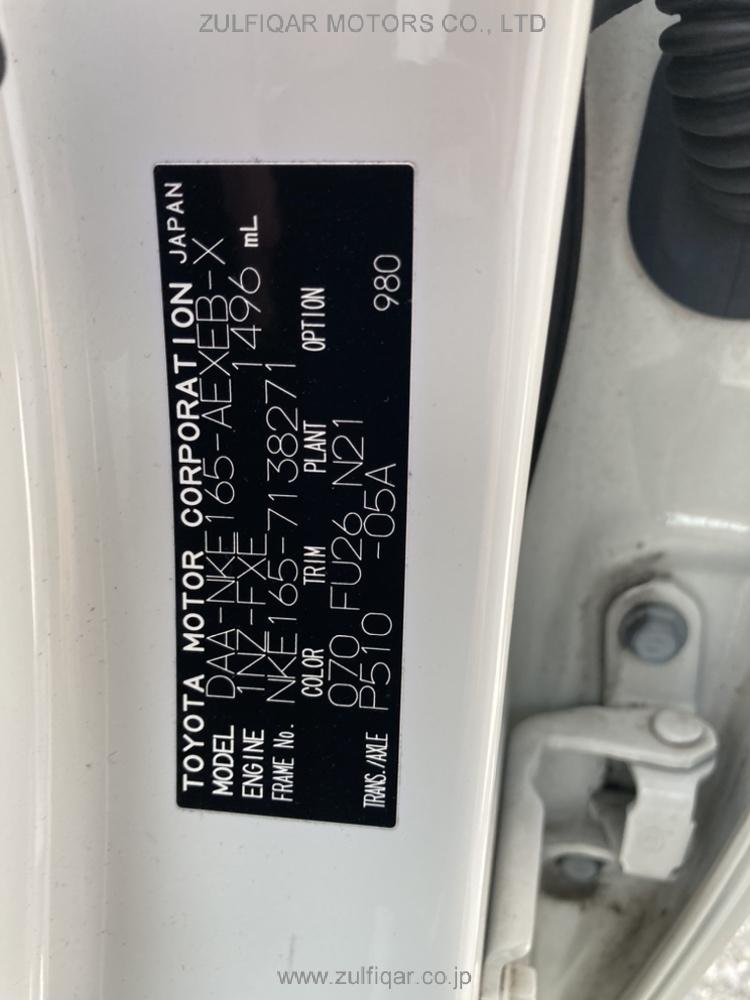 ZULFIQAR MOTORS CO., LTD
TOYOTA MOTOR CORPORATION JAPAN
MODEL DAA-NKE165-AEXEB-X
ENGINE 1NZ-FXE 1496 mL
FRAME No. NKE165-7138271
COLOR TRIM PLANT OPTION
070 FU26 N21 980
TRANS./AXLE P510 -05A
www.zulfiqar.co.jp